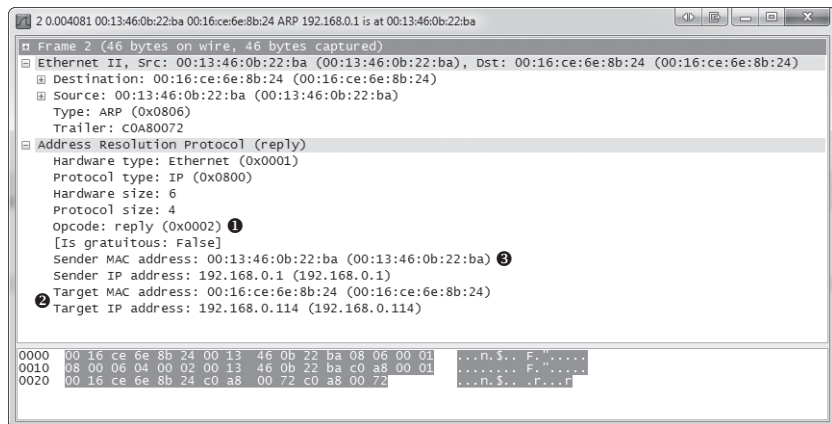 2 0.004081 00:13:46:0b:22:ba 00:16:ce:6e:8b:24 ARP 192.168.0.1 is at 00:13:46:0b:22:ba
Frame 2 (46 bytes on wire, 46 bytes captured)
Ethernet II, Src: 00:13:46:0b:22:ba (00:13:46:0b:22:ba), Dst: 00:16:ce:6e:8b:24 (00:16:ce:6e:8b:24)
Destination: 00:16:ce:6e:8b:24 (00:16:ce:6e:8b:24)
Source: 00:13:46:0b:22:ba (00:13:46:0b:22:ba)
Type: ARP (0x0806)
Trailer: C0A80072
Address Resolution Protocol (reply)
Hardware type: Ethernet (0x0001)
Protocol type: IP (0x0800)
Hardware size: 6
Protocol size: 4
Opcode: reply (0x0002) ❶
[Is gratuitous: False]
Sender MAC address: 00:13:46:0b:22:ba (00:13:46:0b:22:ba) ❸
Sender IP address: 192.168.0.1 (192.168.0.1)
❷ Target MAC address: 00:16:ce:6e:8b:24 (00:16:ce:6e:8b:24)
Target IP address: 192.168.0.114 (192.168.0.114)
0000 00 16 ce 6e 8b 24 00 13 46 0b 22 ba 08 06 00 01 ...n.$.. F.".....
0010 08 00 06 04 00 02 00 13 46 0b 22 ba c0 a8 00 01 ........ F.".....
0020 00 16 ce 6e 8b 24 c0 a8 00 72 c0 a8 00 72 ...n.$.. .r...r